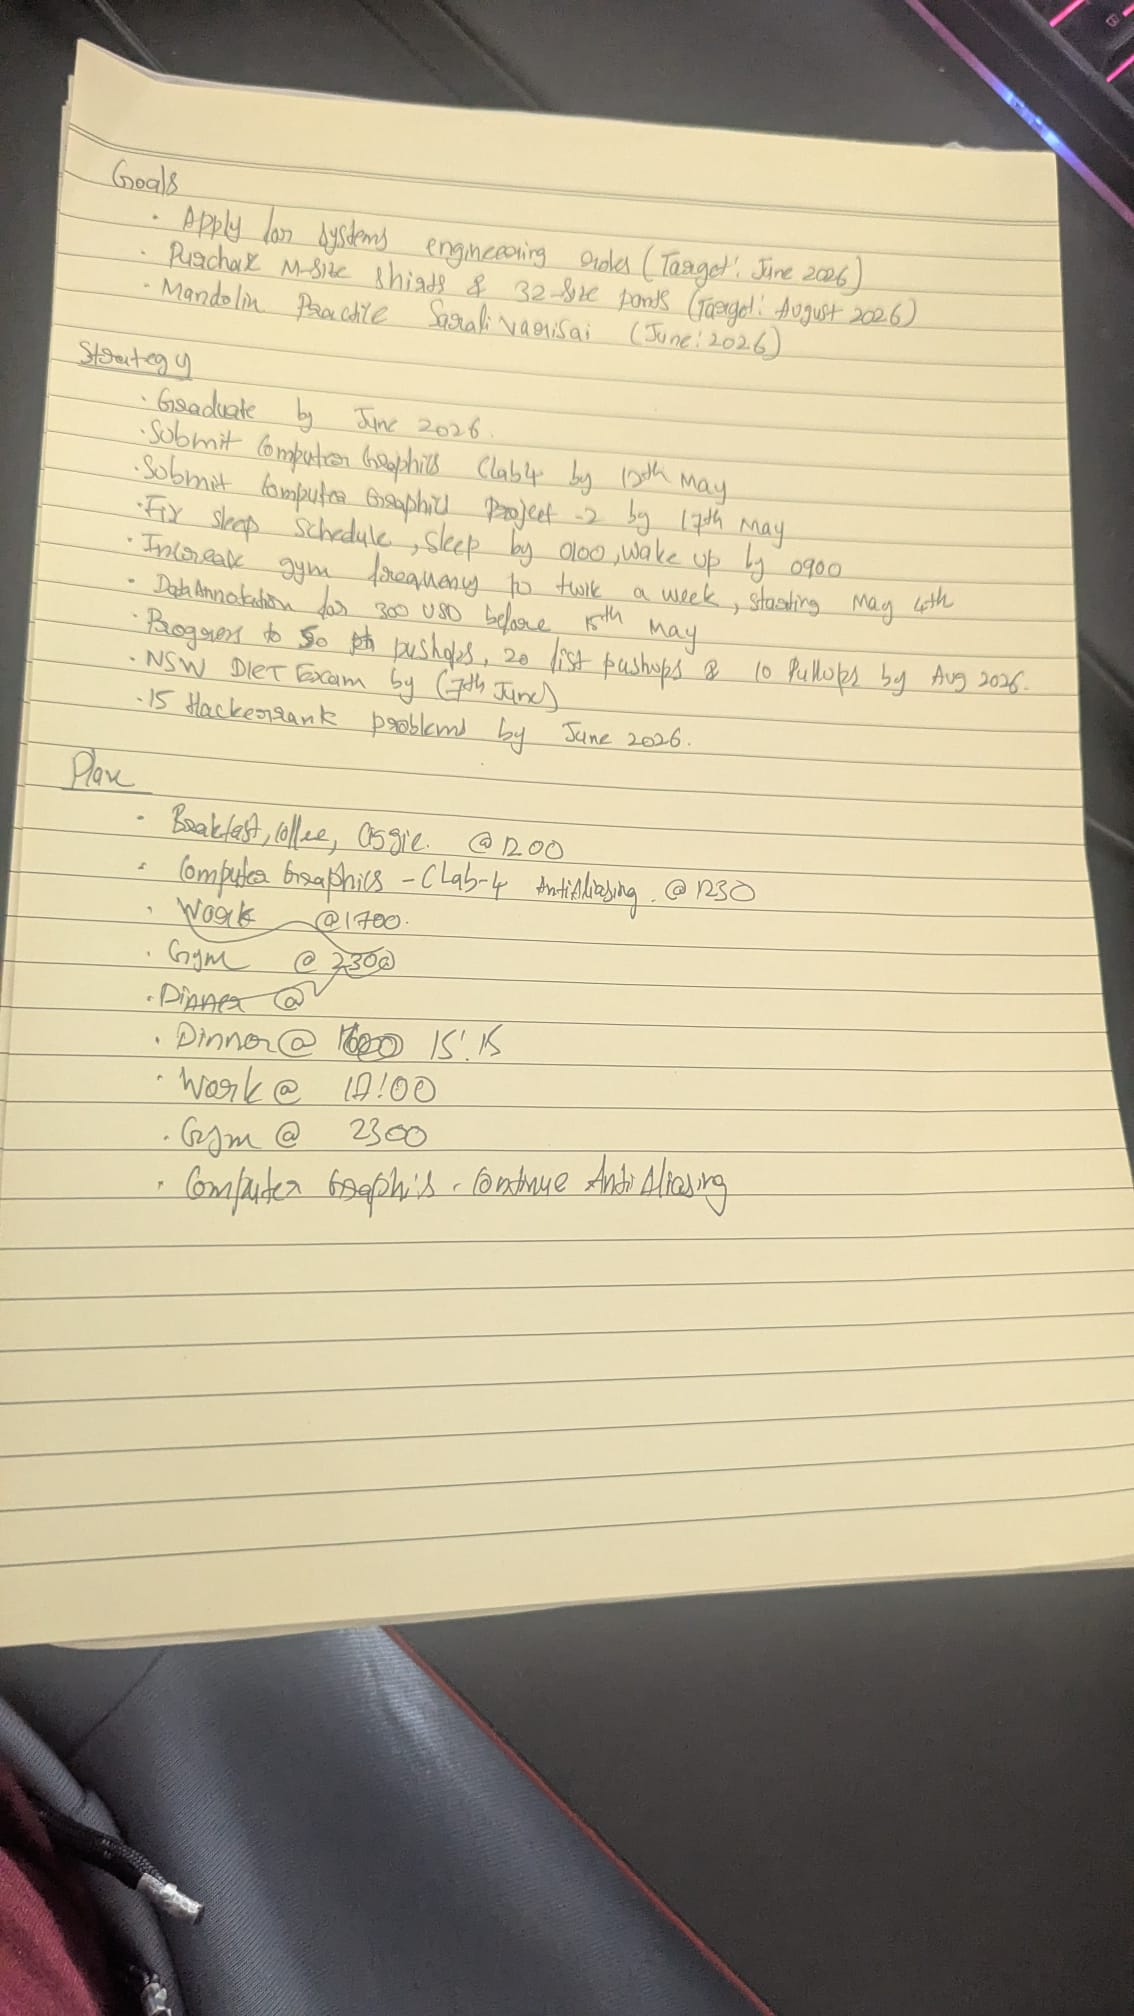 Goals
· Apply for systems engineering roles (Target: June 2026)
· Purchase M-size shirts & 32-size pants (Target: August 2026)
· Mandolin Practice Sarali varisai (June: 2026)
Strategy
· Graduate by June 2026.
· Submit Computer Graphics Clab4 by 12th May
· Submit Computer Graphics Project -2 by 17th May
· Fix sleep schedule, sleep by 0100, wake up by 0900
· Increase gym frequency to twice a week, starting May 4th
· DataAnnotation for 300 USD before 15th May
· Progress to 50 pushups, 20 fist pushups & 10 Pullups by Aug 2026.
· NSW DIET Exam by (7th June)
· 15 Hackerrank problems by June 2026.
Plan
· Breakfast, coffee, @ 1200
· Computer Graphics - CLab-4 AntiAliasing. @ 1230
· Work @1700.
· Gym @ 2300
· Dinner @
· Dinner @ 15:15
· Work @ 17:00
· Gym @ 2300
· Computer Graphics. Continue Anti Aliasing